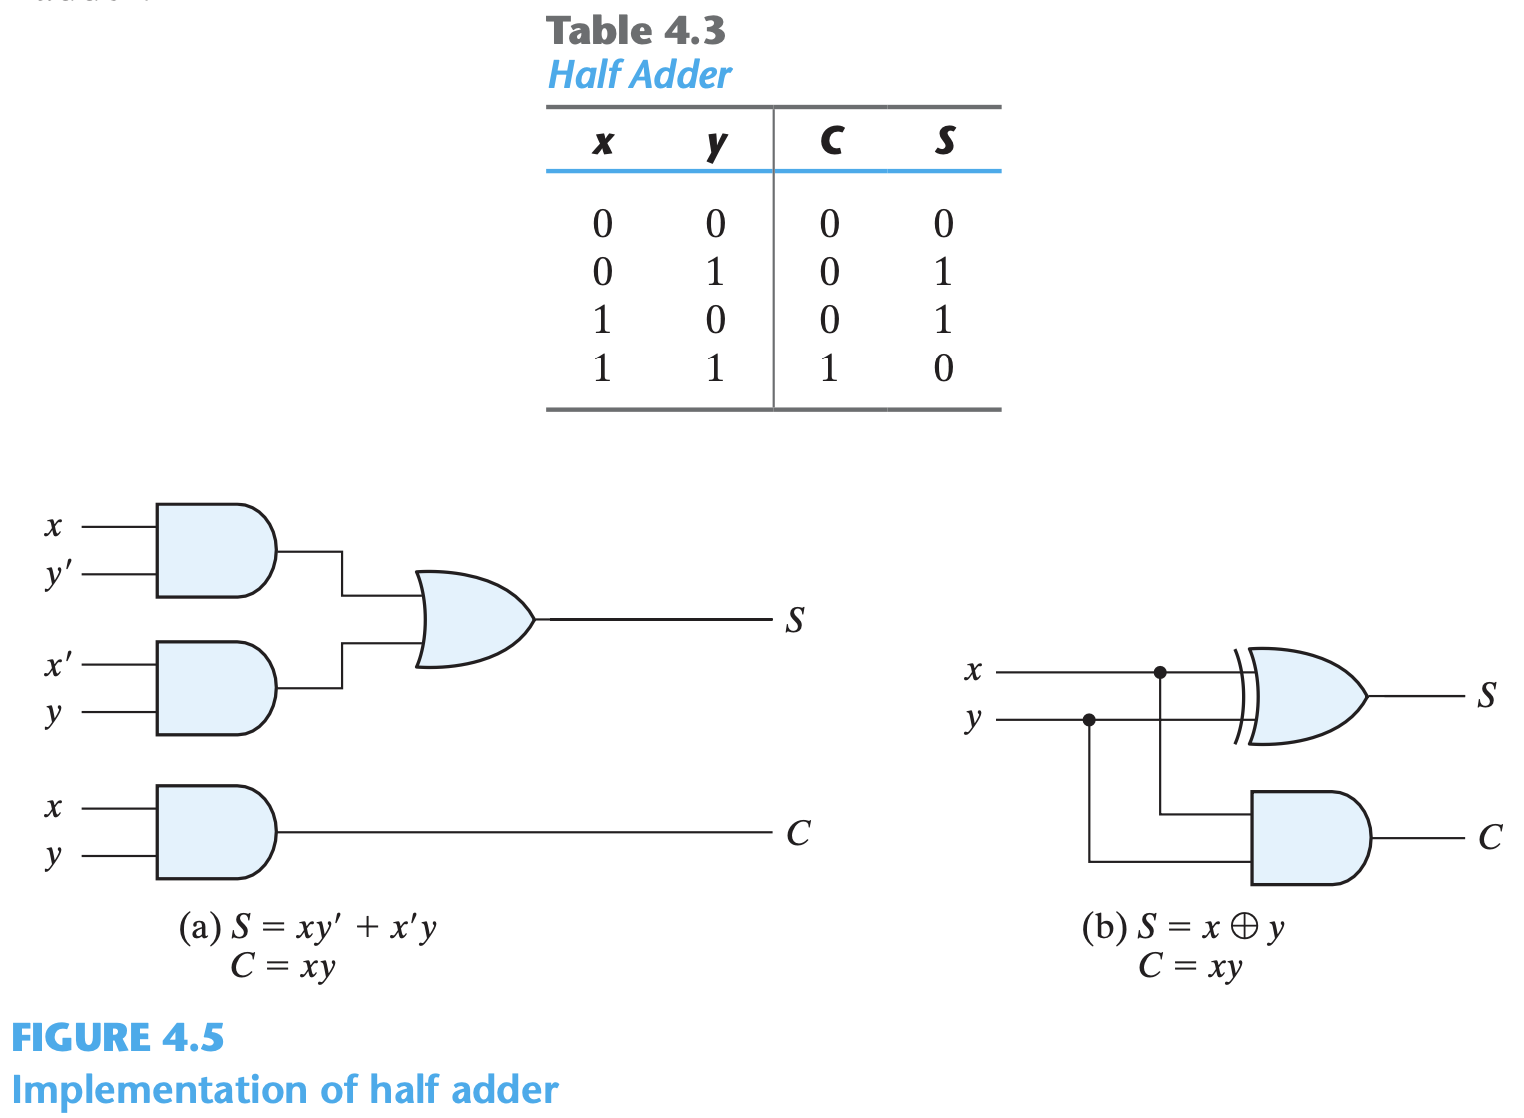 Table 4.3
Half Adder
x y C S
0 0 0 0
0 1 0 1
1 0 0 1
1 1 1 0
x
y'
x'
y
S
x
y
C
(a) S = xy' + x'y
C = xy
x
y
S
C
(b) S = x ⊕ y
C = xy
FIGURE 4.5
Implementation of half adder